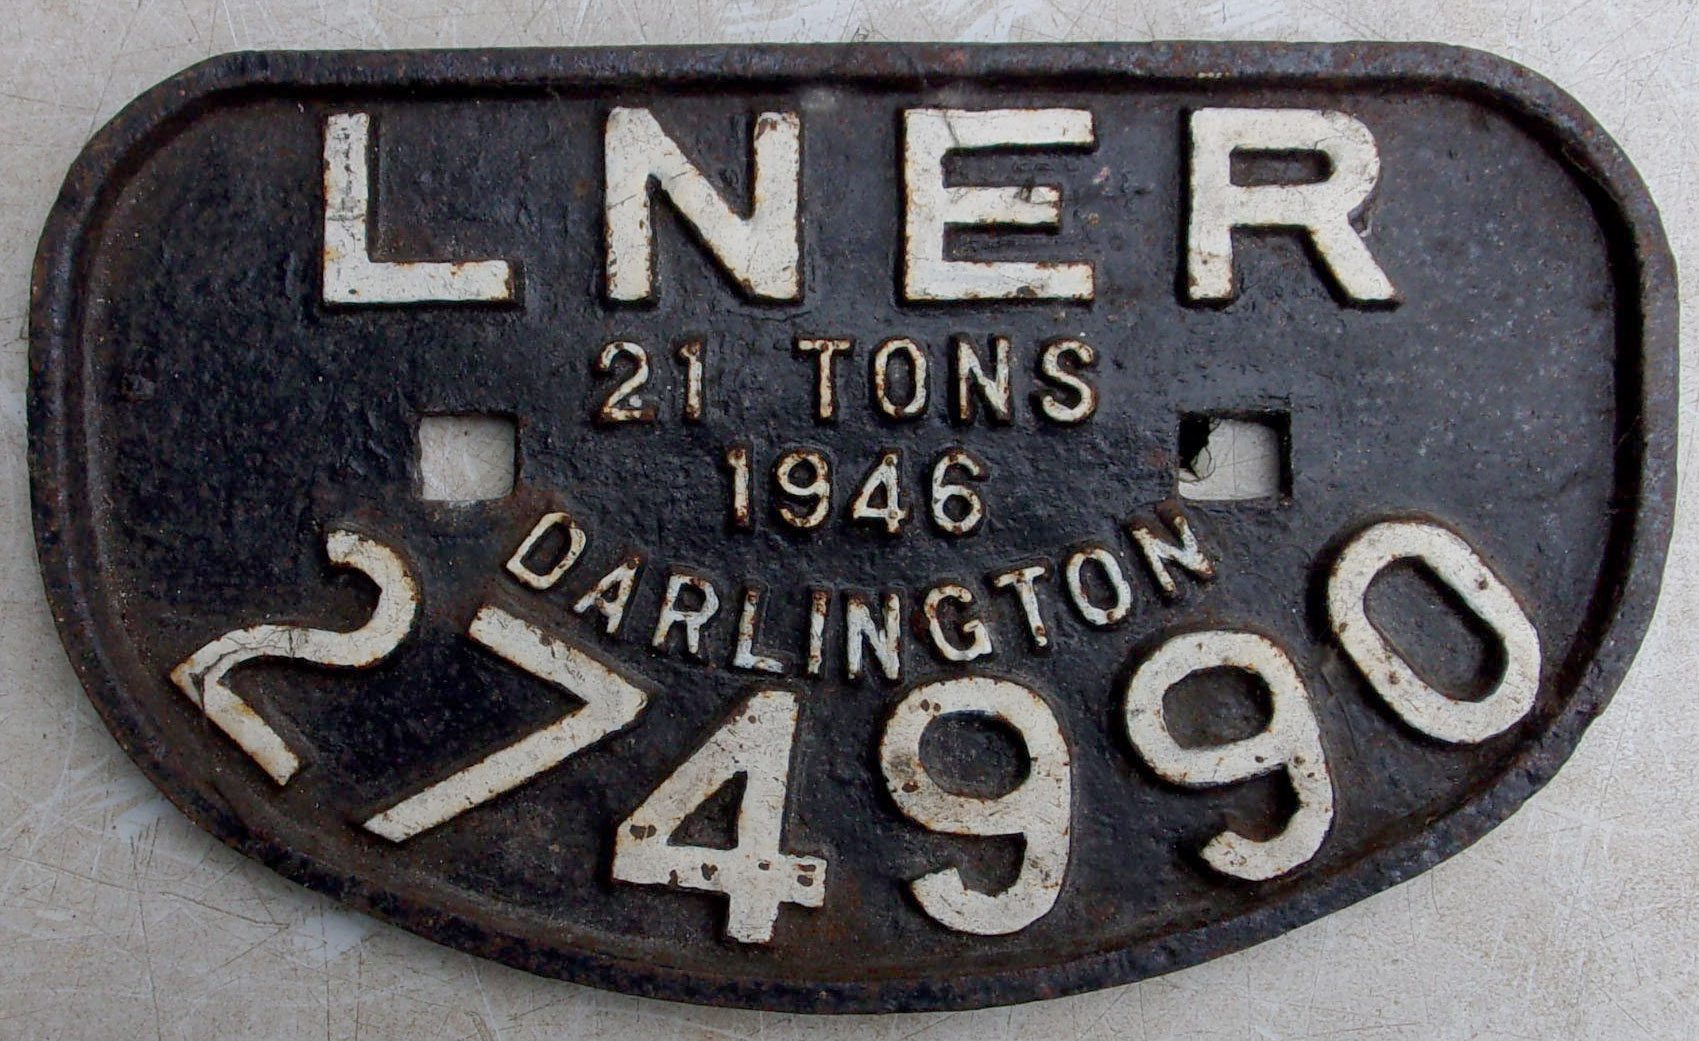 LNER
21 TONS
1946
DARLINGTON
274990